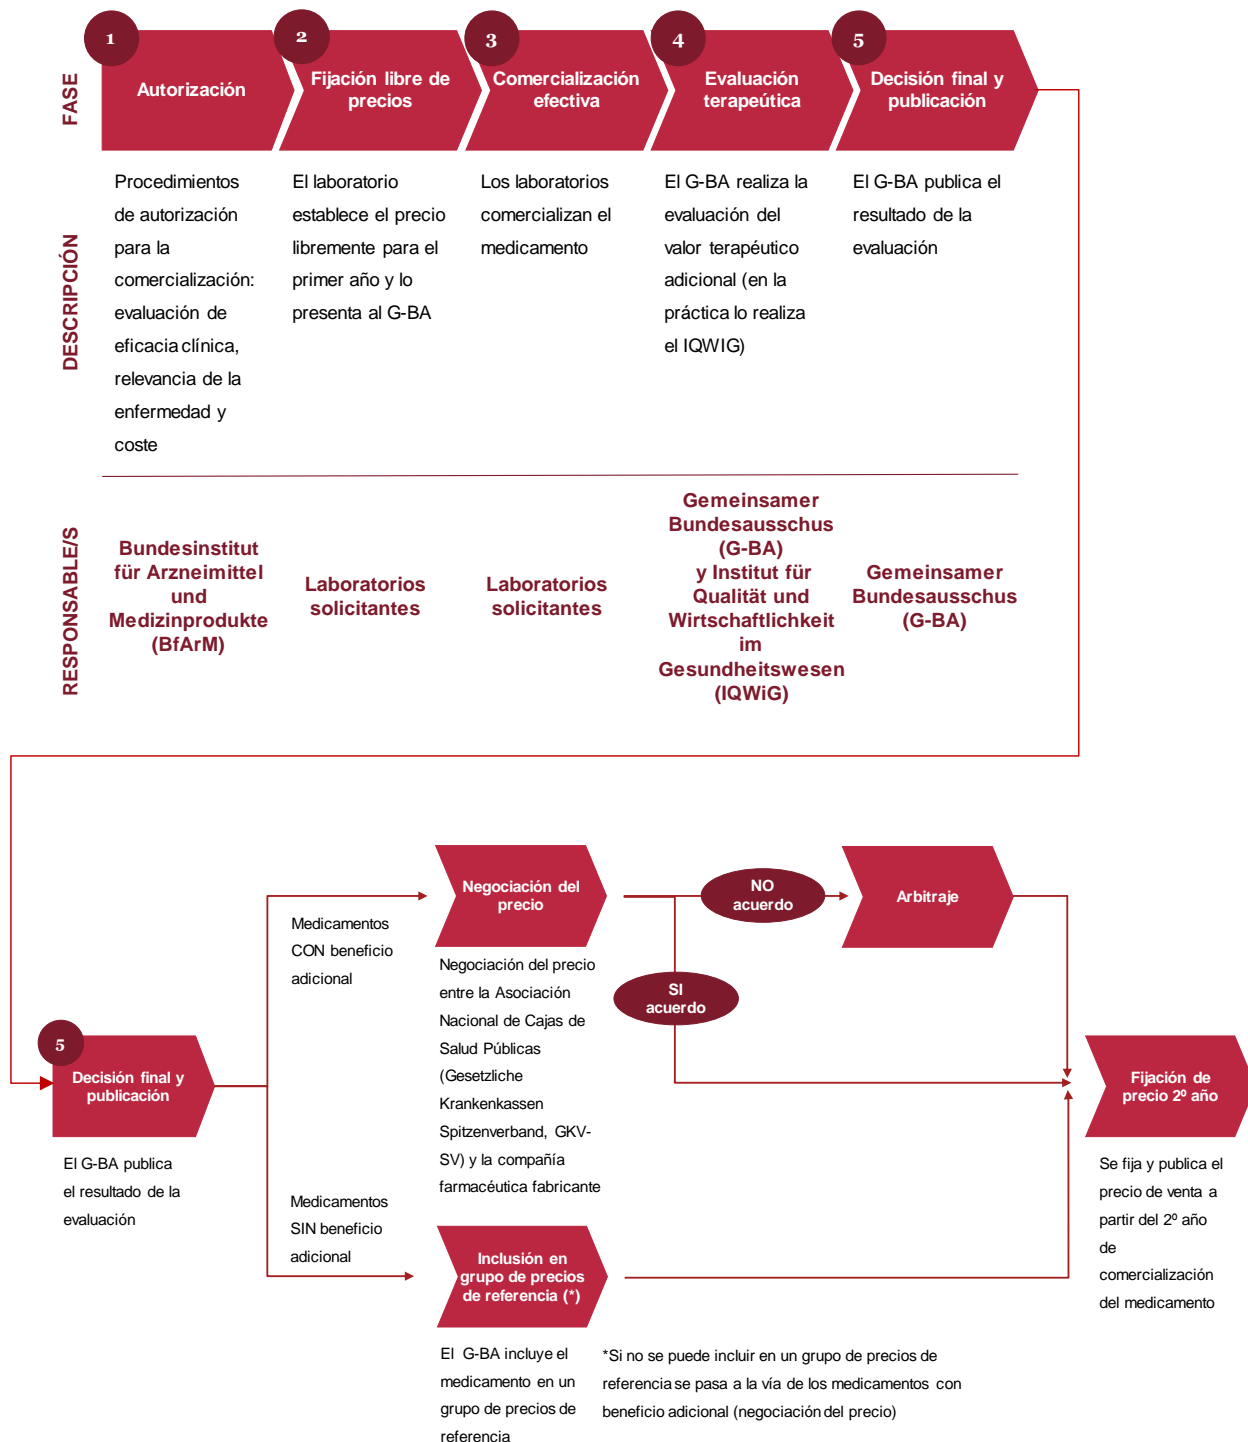 1
2
3
4
5
FASE
Autorización
Fijación libre de
precios
Comercialización
efectiva
Evaluación
terapeútica
Decisión final y
publicación
DESCRIPCIÓN
Procedimientos
de autorización
para la
comercialización:
evaluación de
eficacia clínica,
relevancia de la
enfermedad y
coste
El laboratorio
establece el precio
libremente para el
primer año y lo
presenta al G-BA
Los laboratorios
comercializan el
medicamento
El G-BA realiza la
evaluación del
valor terapéutico
adicional (en la
práctica lo realiza
el IQWIG)
El G-BA publica el
resultado de la
evaluación
RESPONSABLE/S
Bundesinstitut
für Arzneimittel
und
Medizinprodukte
(BfArM)
Laboratorios
solicitantes
Laboratorios
solicitantes
Gemeinsamer
Bundesausschus
(G-BA)
y Institut für
Qualität und
Wirtschaftlichkeit
im
Gesundheitswesen
(IQWiG)
Gemeinsamer
Bundesausschus
(G-BA)
5
Decisión final y
publicación
El G-BA publica
el resultado de la
evaluación
Medicamentos
CON beneficio
adicional
Negociación del
precio
Negociación del precio
entre la Asociación
Nacional de Cajas de
Salud Públicas
(Gesetzliche
Krankenkassen
Spitzenverband, GKV-
SV) y la compañía
farmacéutica fabricante
NO
acuerdo
SI
acuerdo
Arbitraje
Medicamentos
SIN beneficio
adicional
Inclusión en
grupo de precios
de referencia (*)
El G-BA incluye el
medicamento en un
grupo de precios de
referencia
*Si no se puede incluir en un grupo de precios de
referencia se pasa a la vía de los medicamentos con
beneficio adicional (negociación del precio)
Fijación de
precio 2º año
Se fija y publica el
precio de venta a
partir del 2º año
de
comercialización
del medicamento